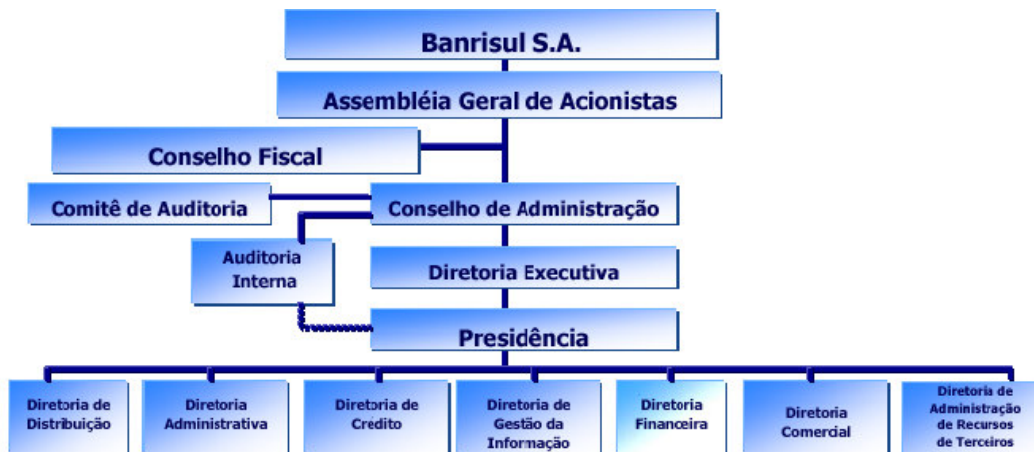 Banrisul S.A.
Assembléia Geral de Acionistas
Conselho Fiscal
Comitê de Auditoria
Conselho de Administração
Auditoria
Interna
Diretoria Executiva
Presidência
Diretoria de
Distribuição
Diretoria
Administrativa
Diretoria de
Crédito
Diretoria de
Gestão da
Informação
Diretoria
Financeira
Diretoria
Comercial
Diretoria de
Administração
de Recursos
de Terceiros